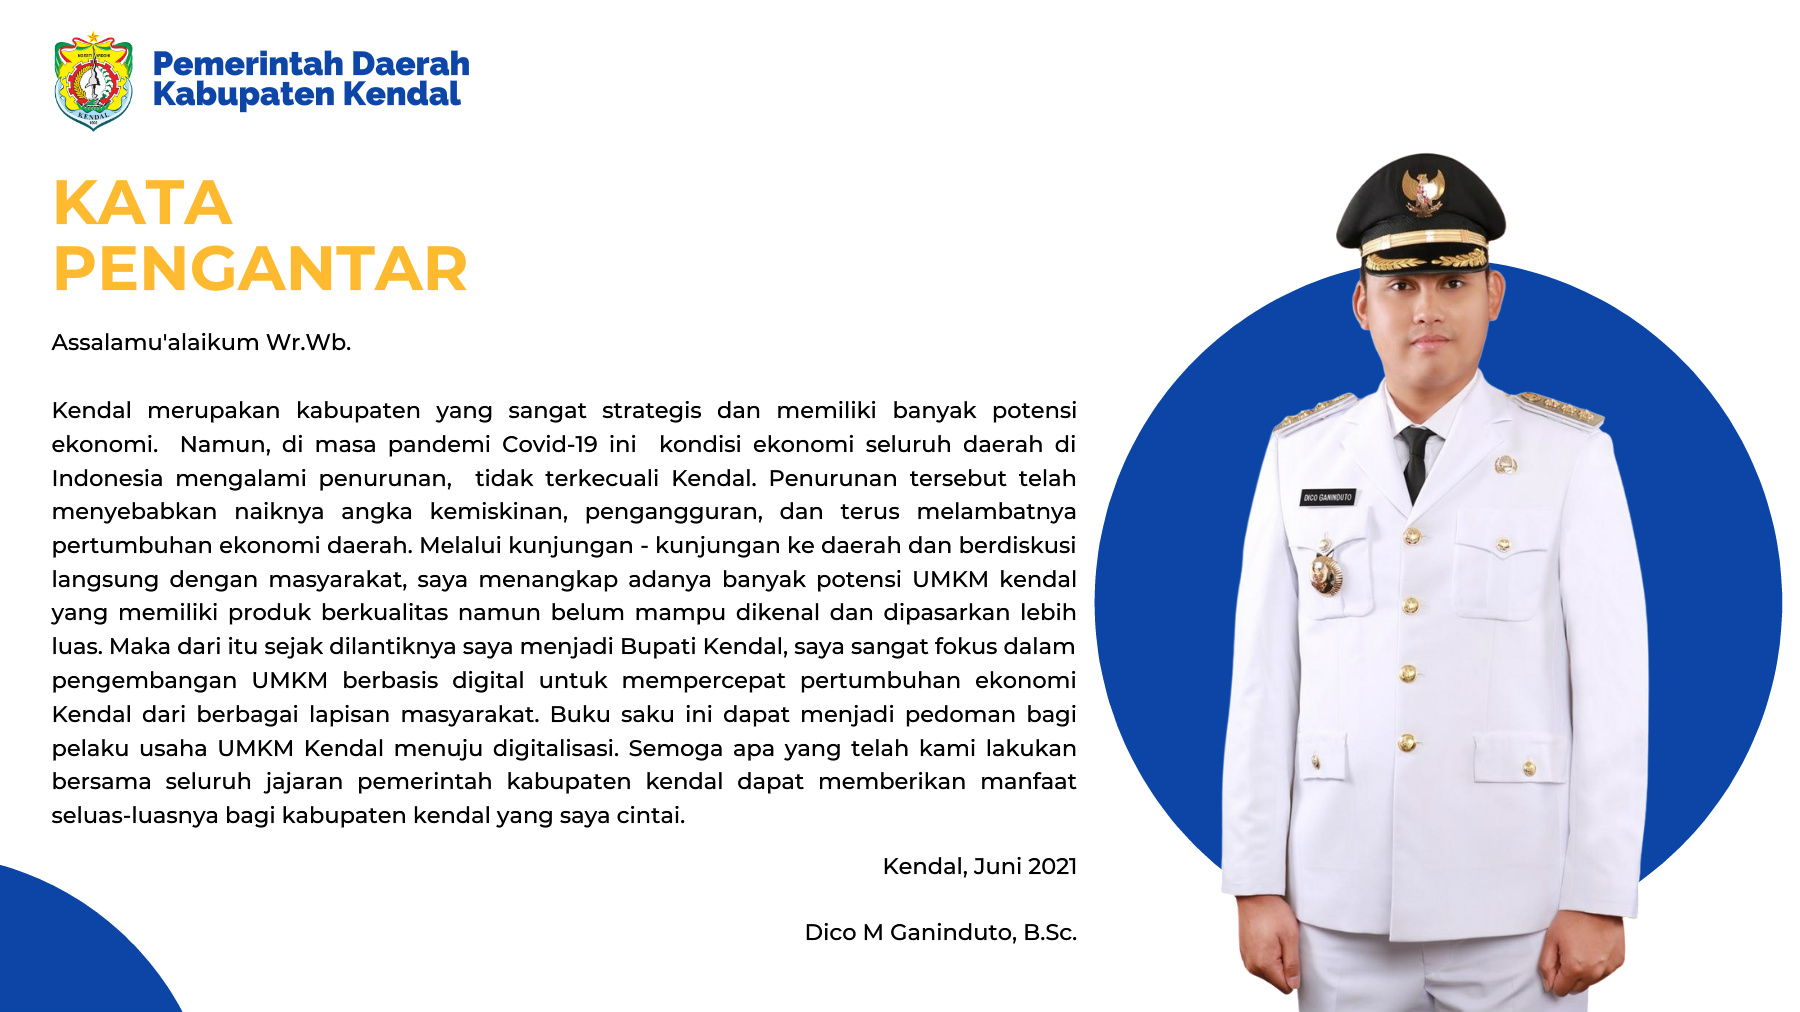 Pemerintah Daerah
Kabupaten Kendal
KENDAL
KATA
PENGANTAR
Assalamu'alaikum Wr.Wb.
Kendal merupakan kabupaten yang sangat strategis dan memiliki banyak potensi
ekonomi. Namun, di masa pandemi Covid-19 ini kondisi ekonomi seluruh daerah di
Indonesia mengalami penurunan, tidak terkecuali Kendal. Penurunan tersebut telah
menyebabkan naiknya angka kemiskinan, pengangguran, dan terus melambatnya
pertumbuhan ekonomi daerah. Melalui kunjungan - kunjungan ke daerah dan berdiskusi
langsung dengan masyarakat, saya menangkap adanya banyak potensi UMKM kendal
yang memiliki produk berkualitas namun belum mampu dikenal dan dipasarkan lebih
luas. Maka dari itu sejak dilantiknya saya menjadi Bupati Kendal, saya sangat fokus dalam
pengembangan UMKM berbasis digital untuk mempercepat pertumbuhan ekonomi
Kendal dari berbagai lapisan masyarakat. Buku saku ini dapat menjadi pedoman bagi
pelaku usaha UMKM Kendal menuju digitalisasi. Semoga apa yang telah kami lakukan
bersama seluruh jajaran pemerintah kabupaten kendal dapat memberikan manfaat
seluas-luasnya bagi kabupaten kendal yang saya cintai.
Kendal, Juni 2021
Dico M Ganinduto, B.Sc.
DICO GANINDUTO